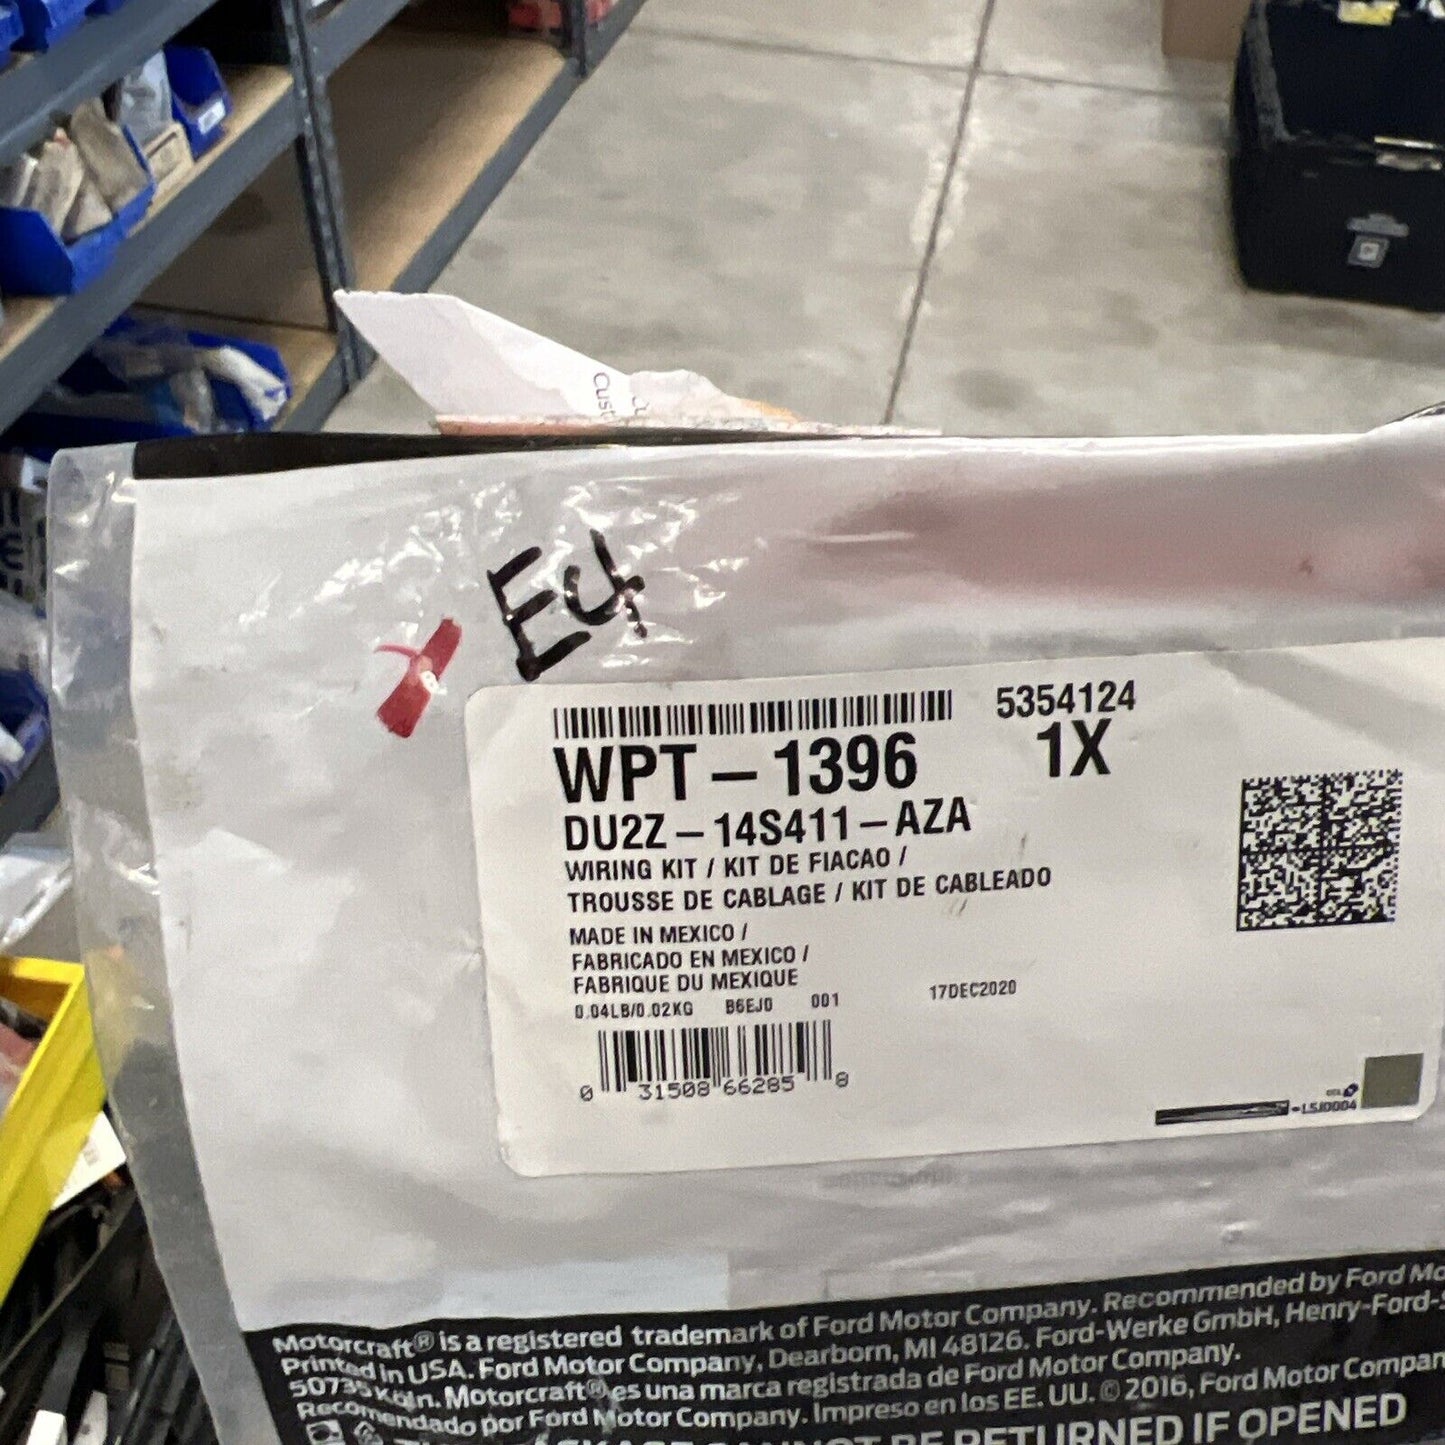 Cust
E4
5354124
WPT-1396 1X
DU2Z-14S411-AZA
WIRING KIT / KIT DE FIACAO /
TROUSSE DE CABLAGE / KIT DE CABLEADO
MADE IN MEXICO /
FABRICADO EN MEXICO /
FABRIQUE DU MEXIQUE
0.04LB/0.02KG B6EJ0 001 17DEC2020
0 31508 66285 8
Motorcraft® is a registered trademark of Ford Motor Company. Recommended by Ford Mo
Printed in USA. Ford Motor Company, Dearborn, MI 48126. Ford-Werke GmbH, Henry-Ford-
50735 Köln. Motorcraft® es una marca registrada de Ford Motor Company.
Recomendado por Ford Motor Company. Impreso en los EE. UU. © 2016, Ford Motor Compan
BE RETURNED IF OPENED